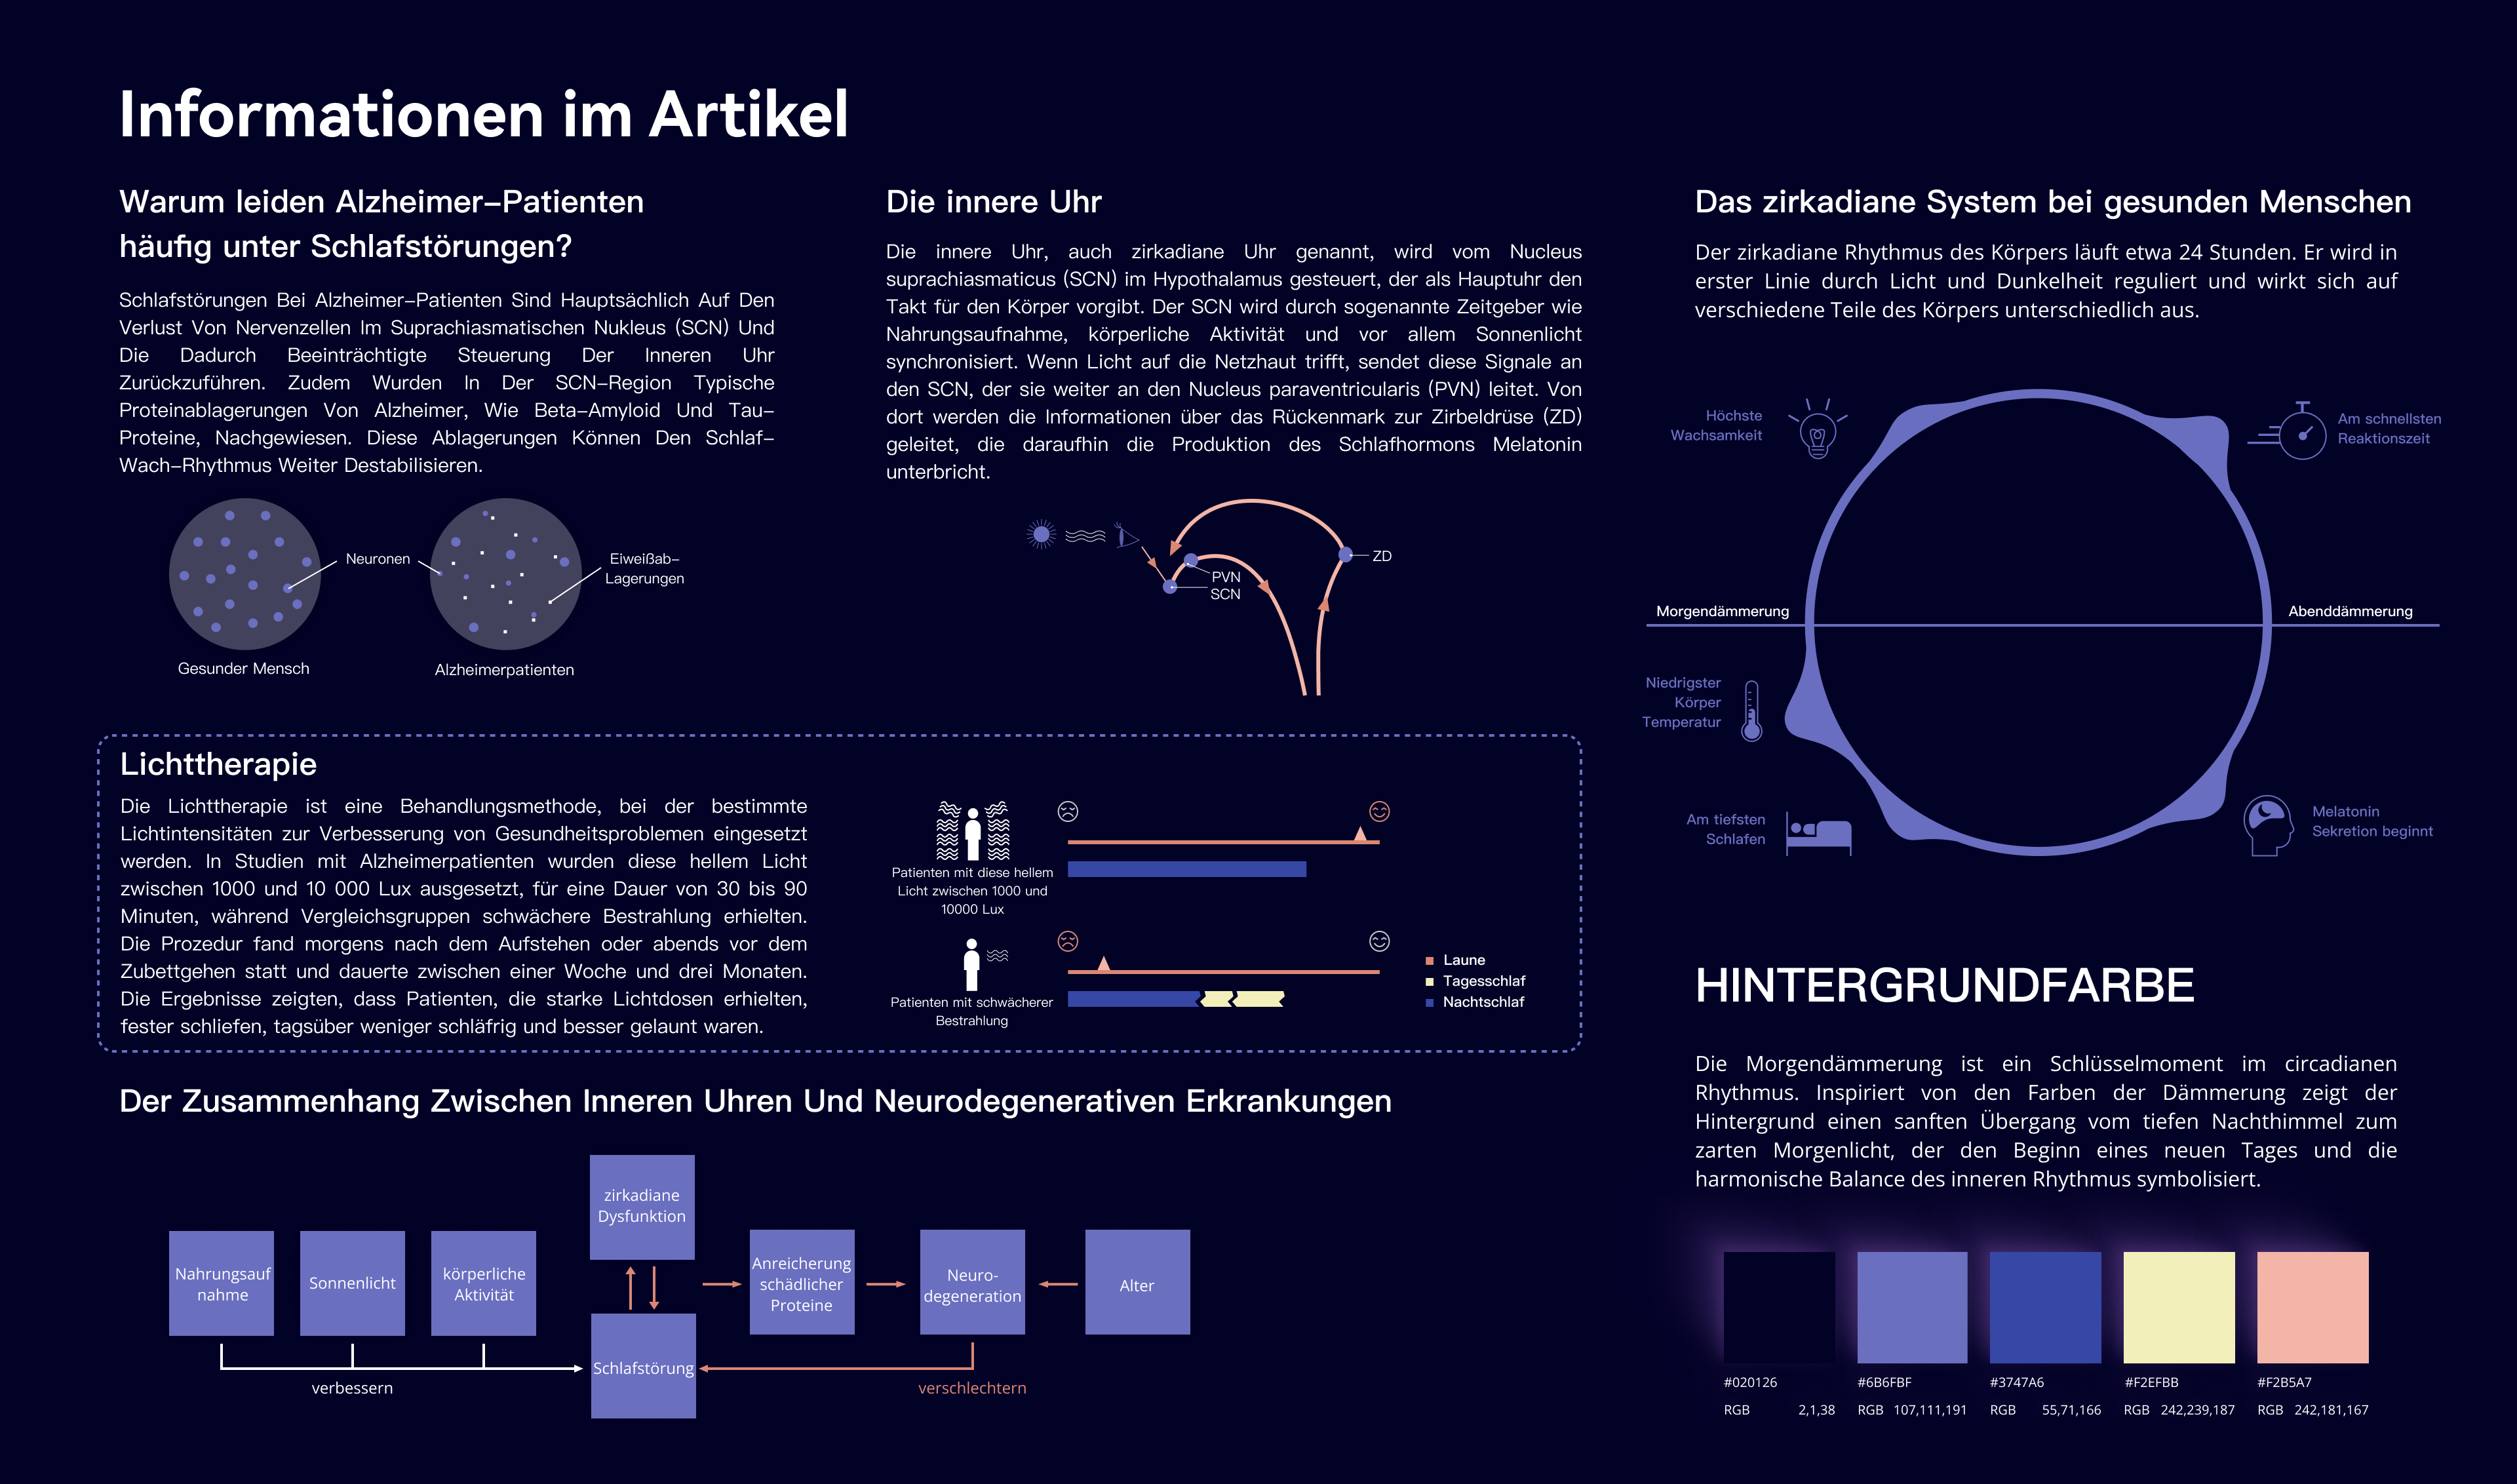 Informationen im Artikel
Warum leiden Alzheimer-Patienten
häufig unter Schlafstörungen?
Schlafstörungen Bei Alzheimer-Patienten Sind Hauptsächlich Auf Den
Verlust Von Nervenzellen Im Suprachiasmatischen Nukleus (SCN) Und
Die Dadurch Beeinträchtigte Steuerung Der Inneren Uhr
Zurückzuführen. Zudem Wurden In Der SCN-Region Typische
Proteinablagerungen Von Alzheimer, Wie Beta-Amyloid Und Tau-
Proteine, Nachgewiesen. Diese Ablagerungen Können Den Schlaf-
Wach-Rhythmus Weiter Destabilisieren.
Neuronen
Eiweißab-
Lagerungen
Gesunder Mensch
Alzheimerpatienten
Die innere Uhr
Die innere Uhr, auch zirkadiane Uhr genannt, wird vom Nucleus
suprachiasmaticus (SCN) im Hypothalamus gesteuert, der als Hauptuhr den
Takt für den Körper vorgibt. Der SCN wird durch sogenannte Zeitgeber wie
Nahrungsaufnahme, körperliche Aktivität und vor allem Sonnenlicht
synchronisiert. Wenn Licht auf die Netzhaut trifft, sendet diese Signale an
den SCN, der sie weiter an den Nucleus paraventricularis (PVN) leitet. Von
dort werden die Informationen über das Rückenmark zur Zirbeldrüse (ZD)
geleitet, die daraufhin die Produktion des Schlafhormons Melatonin
unterbricht.
ZD
PVN
SCN
Das zirkadiane System bei gesunden Menschen
Der zirkadiane Rhythmus des Körpers läuft etwa 24 Stunden. Er wird in
erster Linie durch Licht und Dunkelheit reguliert und wirkt sich auf
verschiedene Teile des Körpers unterschiedlich aus.
Höchste
Wachsamkeit
Am schnellsten
Reaktionszeit
Morgendämmerung
Abenddämmerung
Niedrigster
Körper
Temperatur
Am tiefsten
Schlafen
Melatonin
Sekretion beginnt
Lichttherapie
Die Lichttherapie ist eine Behandlungsmethode, bei der bestimmte
Lichtintensitäten zur Verbesserung von Gesundheitsproblemen eingesetzt
werden. In Studien mit Alzheimerpatienten wurden diese hellem Licht
zwischen 1000 und 10 000 Lux ausgesetzt, für eine Dauer von 30 bis 90
Minuten, während Vergleichsgruppen schwächere Bestrahlung erhielten.
Die Prozedur fand morgens nach dem Aufstehen oder abends vor dem
Zubettgehen statt und dauerte zwischen einer Woche und drei Monaten.
Die Ergebnisse zeigten, dass Patienten, die starke Lichtdosen erhielten,
fester schliefen, tagsüber weniger schläfrig und besser gelaunt waren.
Patienten mit diese hellem
Licht zwischen 1000 und
10000 Lux
Patienten mit schwächerer
Bestrahlung
Laune
Tagesschlaf
Nachtschlaf
Der Zusammenhang Zwischen Inneren Uhren Und Neurodegenerativen Erkrankungen
Nahrungsauf
nahme
Sonnenlicht
körperliche
Aktivität
zirkadiane
Dysfunktion
Schlafstörung
Anreicherung
schädlicher
Proteine
Neuro-
degeneration
Alter
verbessern
verschlechtern
HINTERGRUNDFARBE
Die Morgendämmerung ist ein Schlüsselmoment im circadianen
Rhythmus. Inspiriert von den Farben der Dämmerung zeigt der
Hintergrund einen sanften Übergang vom tiefen Nachthimmel zum
zarten Morgenlicht, der den Beginn eines neuen Tages und die
harmonische Balance des inneren Rhythmus symbolisiert.
#020126 #6B6FBF #3747A6 #F2EFBB #F2B5A7
RGB 2,1,38 RGB 107,111,191 RGB 55,71,166 RGB 242,239,187 RGB 242,181,167